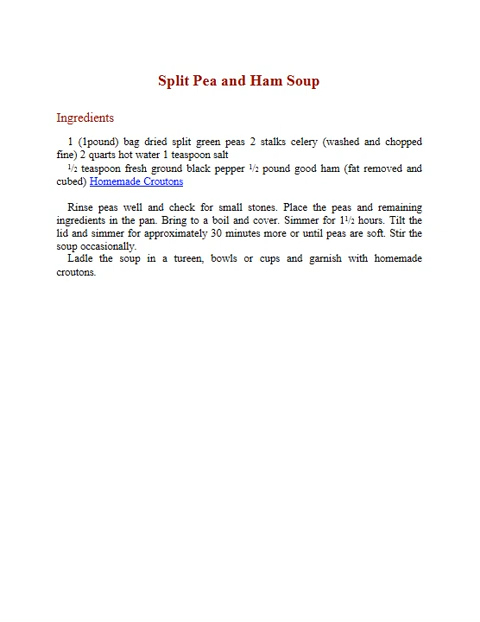 Split Pea and Ham Soup
Ingredients
1 (1pound) bag dried split green peas 2 stalks celery (washed and chopped
fine) 2 quarts hot water 1 teaspoon salt
1/2 teaspoon fresh ground black pepper 1/2 pound good ham (fat removed and
cubed) Homemade Croutons
Rinse peas well and check for small stones. Place the peas and remaining
ingredients in the pan. Bring to a boil and cover. Simmer for 11/2 hours. Tilt the
lid and simmer for approximately 30 minutes more or until peas are soft. Stir the
soup occasionally.
Ladle the soup in a tureen, bowls or cups and garnish with homemade
croutons.